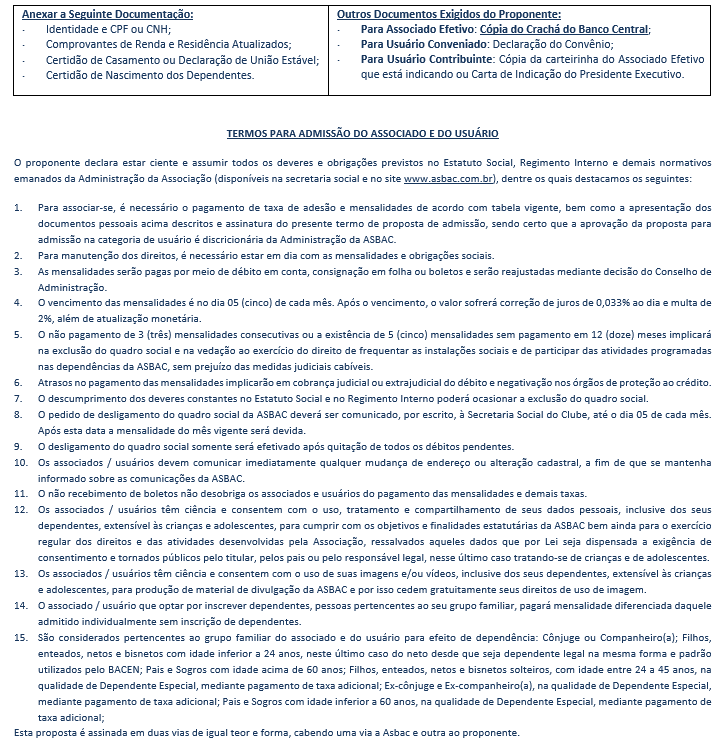 Anexar a Seguinte Documentação:
- Identidade e CPF ou CNH;
- Comprovantes de Renda e Residência Atualizados;
- Certidão de Casamento ou Declaração de União Estável;
- Certidão de Nascimento dos Dependentes.
Outros Documentos Exigidos do Proponente:
- Para Associado Efetivo: Cópia do Crachá do Banco Central;
- Para Usuário Conveniado: Declaração do Convênio;
- Para Usuário Contribuinte: Cópia da carteirinha do Associado Efetivo
que está indicando ou Carta de Indicação do Presidente Executivo.
TERMOS PARA ADMISSÃO DO ASSOCIADO E DO USUÁRIO
O proponente declara estar ciente e assumir todos os deveres e obrigações previstos no Estatuto Social, Regimento Interno e demais normativos
emanados da Administração da Associação (disponíveis na secretaria social e no site www.asbac.com.br), dentre os quais destacamos os seguintes:
1. Para associar-se, é necessário o pagamento de taxa de adesão e mensalidades de acordo com tabela vigente, bem como a apresentação dos
documentos pessoais acima descritos e assinatura do presente termo de proposta de admissão, sendo certo que a aprovação da proposta para
admissão na categoria de usuário é discricionária da Administração da ASBAC.
2. Para manutenção dos direitos, é necessário estar em dia com as mensalidades e obrigações sociais.
3. As mensalidades serão pagas por meio de débito em conta, consignação em folha ou boletos e serão reajustadas mediante decisão do Conselho de
Administração.
4. O vencimento das mensalidades é no dia 05 (cinco) de cada mês. Após o vencimento, o valor sofrerá correção de juros de 0,033% ao dia e multa de
2%, além de atualização monetária.
5. O não pagamento de 3 (três) mensalidades consecutivas ou a existência de 5 (cinco) mensalidades sem pagamento em 12 (doze) meses implicará
na exclusão do quadro social e na vedação ao exercício do direito de frequentar as instalações sociais e de participar das atividades programadas
nas dependências da ASBAC, sem prejuízo das medidas judiciais cabíveis.
6. Atrasos no pagamento das mensalidades implicarão em cobrança judicial ou extrajudicial do débito e negativação nos órgãos de proteção ao crédito.
7. O descumprimento dos deveres constantes no Estatuto Social e no Regimento Interno poderá ocasionar a exclusão do quadro social.
8. O pedido de desligamento do quadro social da ASBAC deverá ser comunicado, por escrito, à Secretaria Social do Clube, até o dia 05 de cada mês.
Após esta data a mensalidade do mês vigente será devida.
9. O desligamento do quadro social somente será efetivado após quitação de todos os débitos pendentes.
10. Os associados / usuários devem comunicar imediatamente qualquer mudança de endereço ou alteração cadastral, a fim de que se mantenha
informado sobre as comunicações da ASBAC.
11. O não recebimento de boletos não desobriga os associados e usuários do pagamento das mensalidades e demais taxas.
12. Os associados / usuários têm ciência e consentem com o uso, tratamento e compartilhamento de seus dados pessoais, inclusive dos seus
dependentes, extensível às crianças e adolescentes, para cumprir com os objetivos e finalidades estatutárias da ASBAC bem ainda para o exercício
regular dos direitos e das atividades desenvolvidas pela Associação, ressalvados aqueles dados que por Lei seja dispensada a exigência de
consentimento e tornados públicos pelo titular, pelos pais ou pelo responsável legal, nesse último caso tratando-se de crianças e de adolescentes.
13. Os associados / usuários têm ciência e consentem com o uso de suas imagens e/ou vídeos, inclusive dos seus dependentes, extensível às crianças
e adolescentes, para produção de material de divulgação da ASBAC e por isso cedem gratuitamente seus direitos de uso de imagem.
14. O associado / usuário que optar por inscrever dependentes, pessoas pertencentes ao seu grupo familiar, pagará mensalidade diferenciada daquele
admitido individualmente sem inscrição de dependentes.
15. São considerados pertencentes ao grupo familiar do associado e do usuário para efeito de dependência: Cônjuge ou Companheiro(a); Filhos,
enteados, netos e bisnetos com idade inferior a 24 anos, neste último caso do neto desde que seja dependente legal na mesma forma e padrão
utilizados pelo BACEN; Pais e Sogros com idade acima de 60 anos; Filhos, enteados, netos e bisnetos solteiros, com idade entre 24 a 45 anos, na
qualidade de Dependente Especial, mediante pagamento de taxa adicional; Ex-cônjuge e Ex-companheiro(a), na qualidade de Dependente Especial,
mediante pagamento de taxa adicional; Pais e Sogros com idade inferior a 60 anos, na qualidade de Dependente Especial, mediante pagamento de
taxa adicional;
Esta proposta é assinada em duas vias de igual teor e forma, cabendo uma via a Asbac e outra ao proponente.